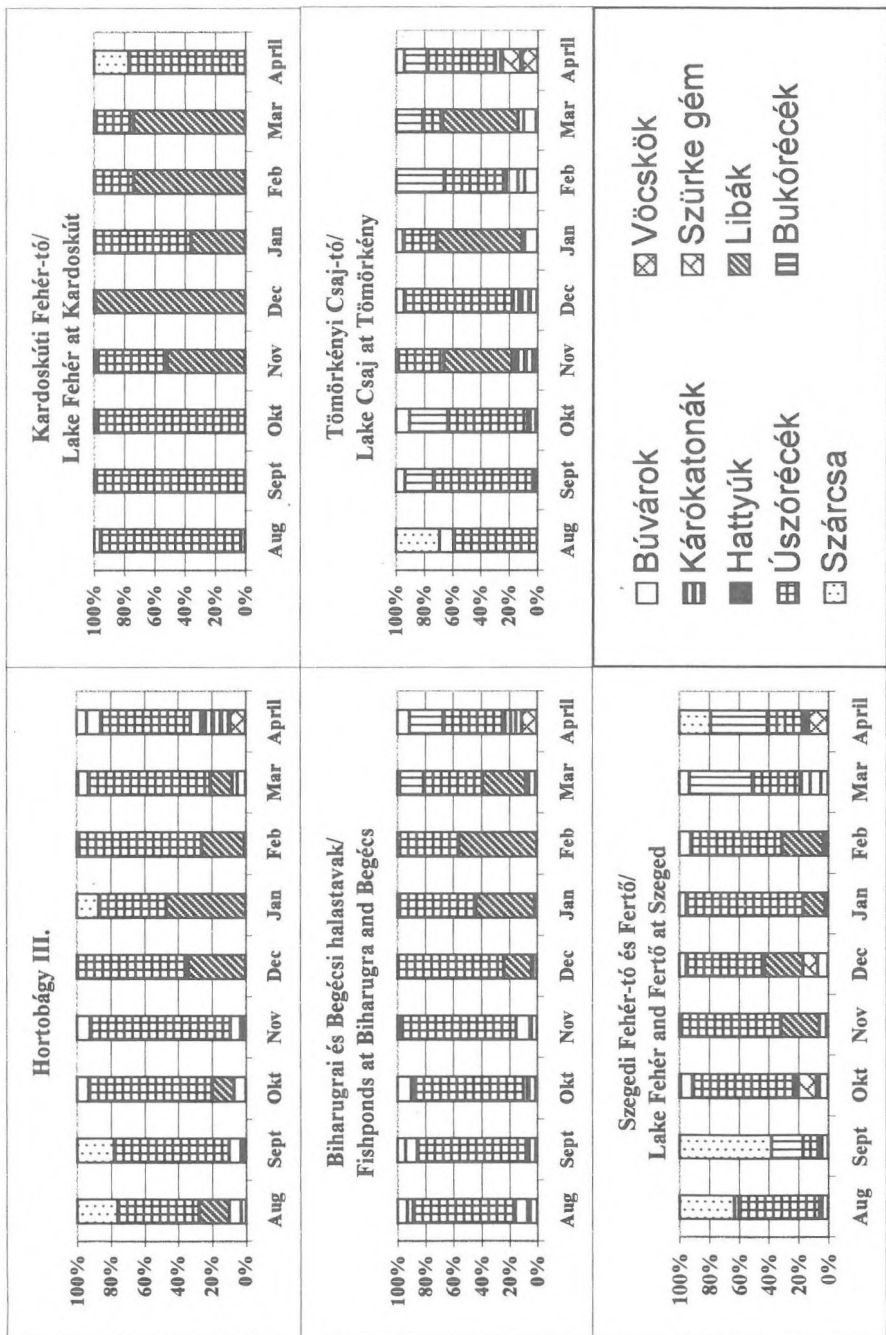 Hortobágy III.
100%
80%
60%
40%
20%
0%
Aug Sept Okt Nov Dec Jan Feb Mar April
Kardoskúti Fehér-tó/
Lake Fehér at Kardoskút
100%
80%
60%
40%
20%
0%
Aug Sept Okt Nov Dec Jan Feb Mar April
Biharugrai és Begécsi halastavak/
Fishponds at Biharugra and Begécs
100%
80%
60%
40%
20%
0%
Aug Sept Okt Nov Dec Jan Feb Mar April
Tömörkényi Csaj-tó/
Lake Csaj at Tömörkény
100%
80%
60%
40%
20%
0%
Aug Sept Okt Nov Dec Jan Feb Mar April
Szegedi Fehér-tó és Fertő/
Lake Fehér and Fertő at Szeged
100%
80%
60%
40%
20%
0%
Aug Sept Okt Nov Dec Jan Feb Mar April
Búvárok
Vöcskök
Kárókatonák
Szürke gém
Hattyúk
Libák
Úszórécék
Bukórécék
Szárcsa